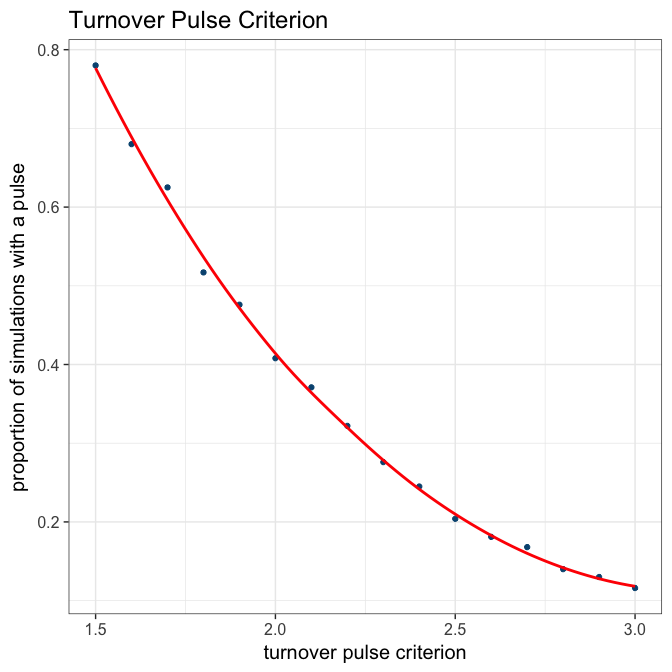 Turnover Pulse Criterion
proportion of simulations with a pulse
0.8
0.6
0.4
0.2
1.5 2.0 2.5 3.0
turnover pulse criterion